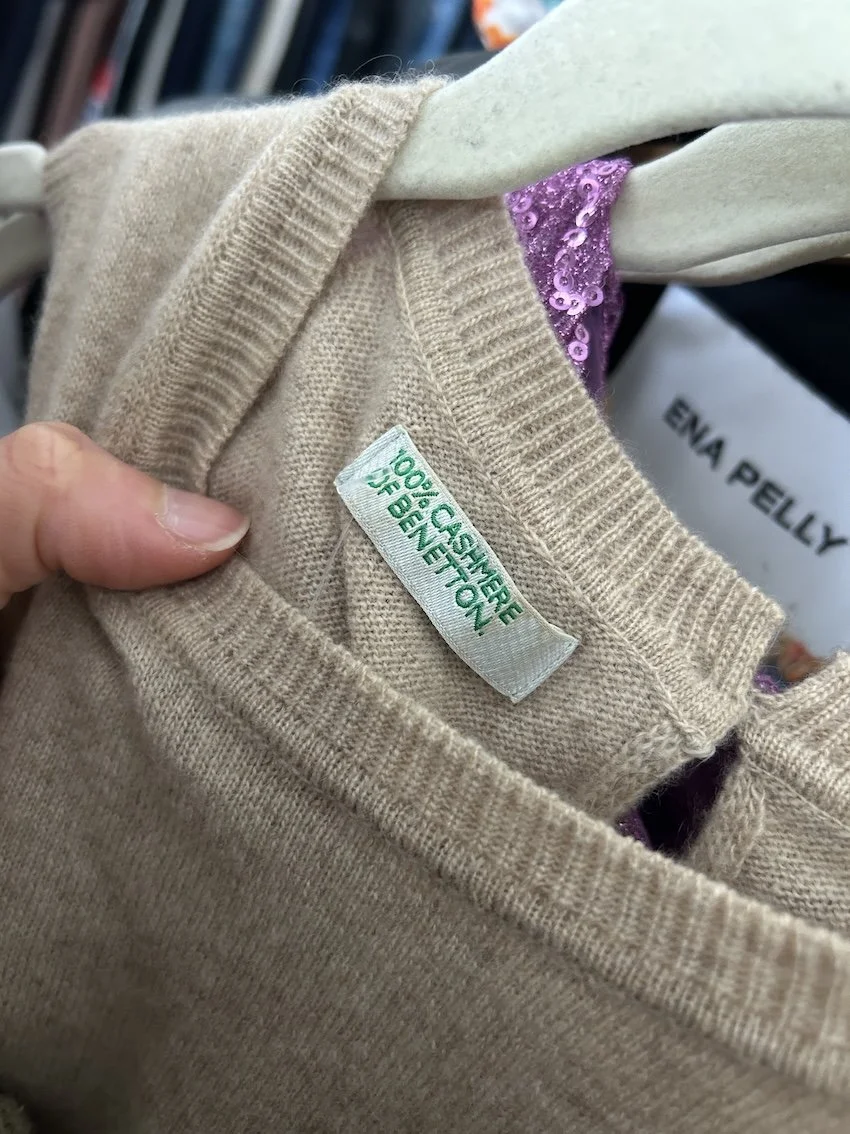 100% CASHMERE
OF BENETTON.
ENA PELLY